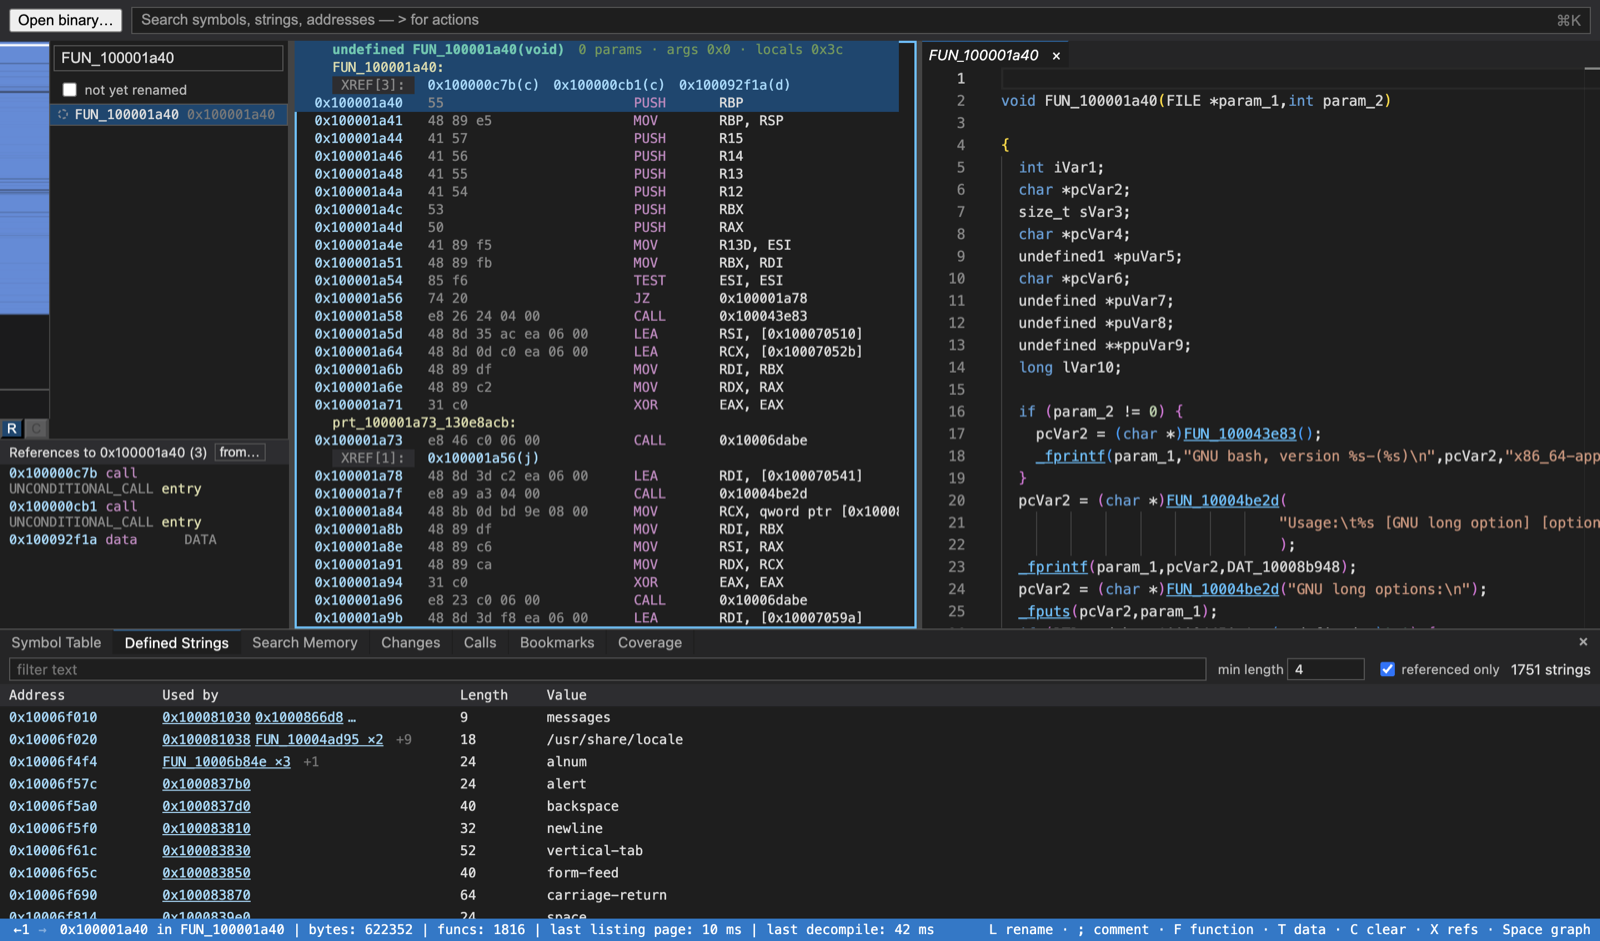 Open binary…
Search symbols, strings, addresses — > for actions
⌘K
FUN_100001a40
not yet renamed
FUN_100001a40 0x100001a40
R C
References to 0x100001a40 (3) from…
0x100000c7b call
UNCONDITIONAL_CALL entry
0x100000cb1 call
UNCONDITIONAL_CALL entry
0x100092f1a data DATA
undefined FUN_100001a40(void) 0 params · args 0x0 · locals 0x3c
FUN_100001a40:
XREF[3]: 0x100000c7b(c) 0x100000cb1(c) 0x100092f1a(d)
0x100001a40 55 PUSH RBP
0x100001a41 48 89 e5 MOV RBP, RSP
0x100001a44 41 57 PUSH R15
0x100001a46 41 56 PUSH R14
0x100001a48 41 55 PUSH R13
0x100001a4a 41 54 PUSH R12
0x100001a4c 53 PUSH RBX
0x100001a4d 50 PUSH RAX
0x100001a4e 41 89 f5 MOV R13D, ESI
0x100001a51 48 89 fb MOV RBX, RDI
0x100001a54 85 f6 TEST ESI, ESI
0x100001a56 74 20 JZ 0x100001a78
0x100001a58 e8 26 24 04 00 CALL 0x100043e83
0x100001a5d 48 8d 35 ac ea 06 00 LEA RSI, [0x100070510]
0x100001a64 48 8d 0d c0 ea 06 00 LEA RCX, [0x10007052b]
0x100001a6b 48 89 df MOV RDI, RBX
0x100001a6e 48 89 c2 MOV RDX, RAX
0x100001a71 31 c0 XOR EAX, EAX
prt_100001a73_130e8acb:
0x100001a73 e8 46 c0 06 00 CALL 0x10006dabe
XREF[1]: 0x100001a56(j)
0x100001a78 48 8d 3d c2 ea 06 00 LEA RDI, [0x100070541]
0x100001a7f e8 a9 a3 04 00 CALL 0x10004be2d
0x100001a84 48 8b 0d bd 9e 08 00 MOV RCX, qword ptr [0x10008
0x100001a8b 48 89 df MOV RDI, RBX
0x100001a8e 48 89 c6 MOV RSI, RAX
0x100001a91 48 89 ca MOV RDX, RCX
0x100001a94 31 c0 XOR EAX, EAX
0x100001a96 e8 23 c0 06 00 CALL 0x10006dabe
0x100001a9b 48 8d 3d f8 ea 06 00 LEA RDI, [0x10007059a]
FUN_100001a40 ×
1
2 void FUN_100001a40(FILE *param_1,int param_2)
3
4 {
5 int iVar1;
6 char *pcVar2;
7 size_t sVar3;
8 char *pcVar4;
9 undefined1 *puVar5;
10 char *pcVar6;
11 undefined *puVar7;
12 undefined *puVar8;
13 undefined **ppuVar9;
14 long lVar10;
15
16 if (param_2 != 0) {
17 pcVar2 = (char *)FUN_100043e83();
18 _fprintf(param_1,"GNU bash, version %s-(%s)\n",pcVar2,"x86_64-app
19 }
20 pcVar2 = (char *)FUN_10004be2d(
21 "Usage:\t%s [GNU long option] [option
22 );
23 _fprintf(param_1,pcVar2,DAT_10008b948);
24 pcVar2 = (char *)FUN_10004be2d("GNU long options:\n");
25 _fputs(pcVar2,param_1);
Symbol Table Defined Strings Search Memory Changes Calls Bookmarks Coverage ×
filter text min length 4 referenced only 1751 strings
Address Used by Length Value
0x10006f010 0x100081030 0x1000866d8 … 9 messages
0x10006f020 0x100081038 FUN_10004ad95 ×2 +9 18 /usr/share/locale
0x10006f4f4 FUN_10006b84e ×3 +1 24 alnum
0x10006f57c 0x1000837b0 24 alert
0x10006f5a0 0x1000837d0 40 backspace
0x10006f5f0 0x100083810 32 newline
0x10006f61c 0x100083830 52 vertical-tab
0x10006f65c 0x100083850 40 form-feed
0x10006f690 0x100083870 64 carriage-return
0x10006f814 0x1000839e0 24 space
←1 → 0x100001a40 in FUN_100001a40 | bytes: 622352 | funcs: 1816 | last listing page: 10 ms | last decompile: 42 ms L rename · ; comment · F function · T data · C clear · X refs · Space graph